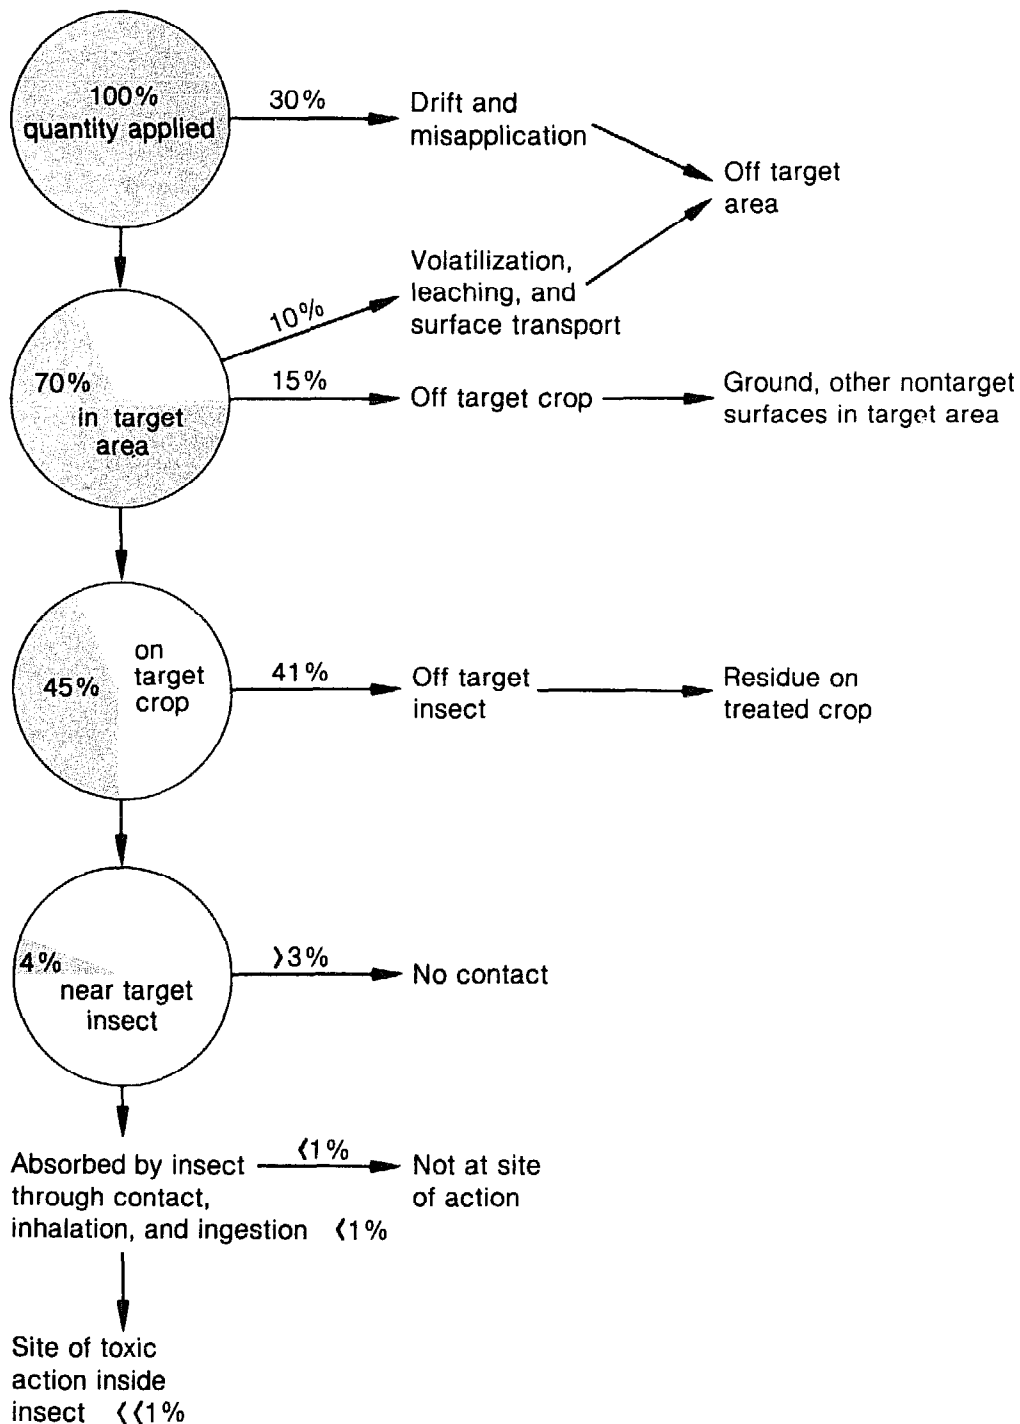 100%
quantity applied
30%
Drift and
misapplication
Off target
area
Volatilization,
leaching, and
surface transport
10%
70%
in target
area
15%
Off target crop
Ground, other nontarget
surfaces in target area
on
target
crop
45%
41%
Off target
insect
Residue on
treated crop
4%
near target
insect
>3%
No contact
Absorbed by insect
through contact,
inhalation, and ingestion <1%
<1%
Not at site
of action
Site of toxic
action inside
insect <<1%